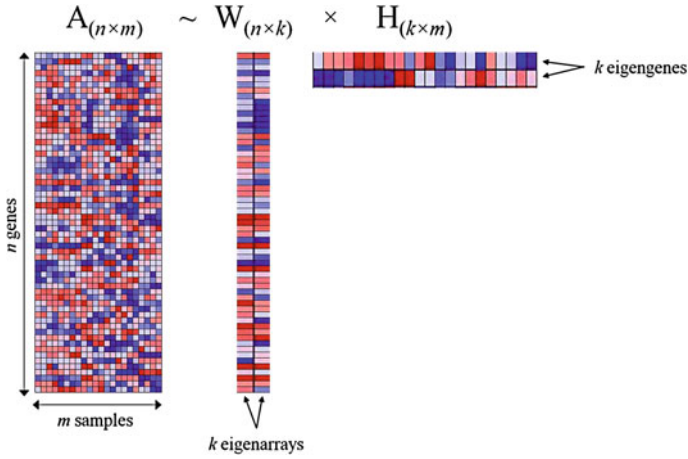 A(n×m) ~ W(n×k) × H(k×m)
k eigengenes
n genes
m samples
k eigenarrays